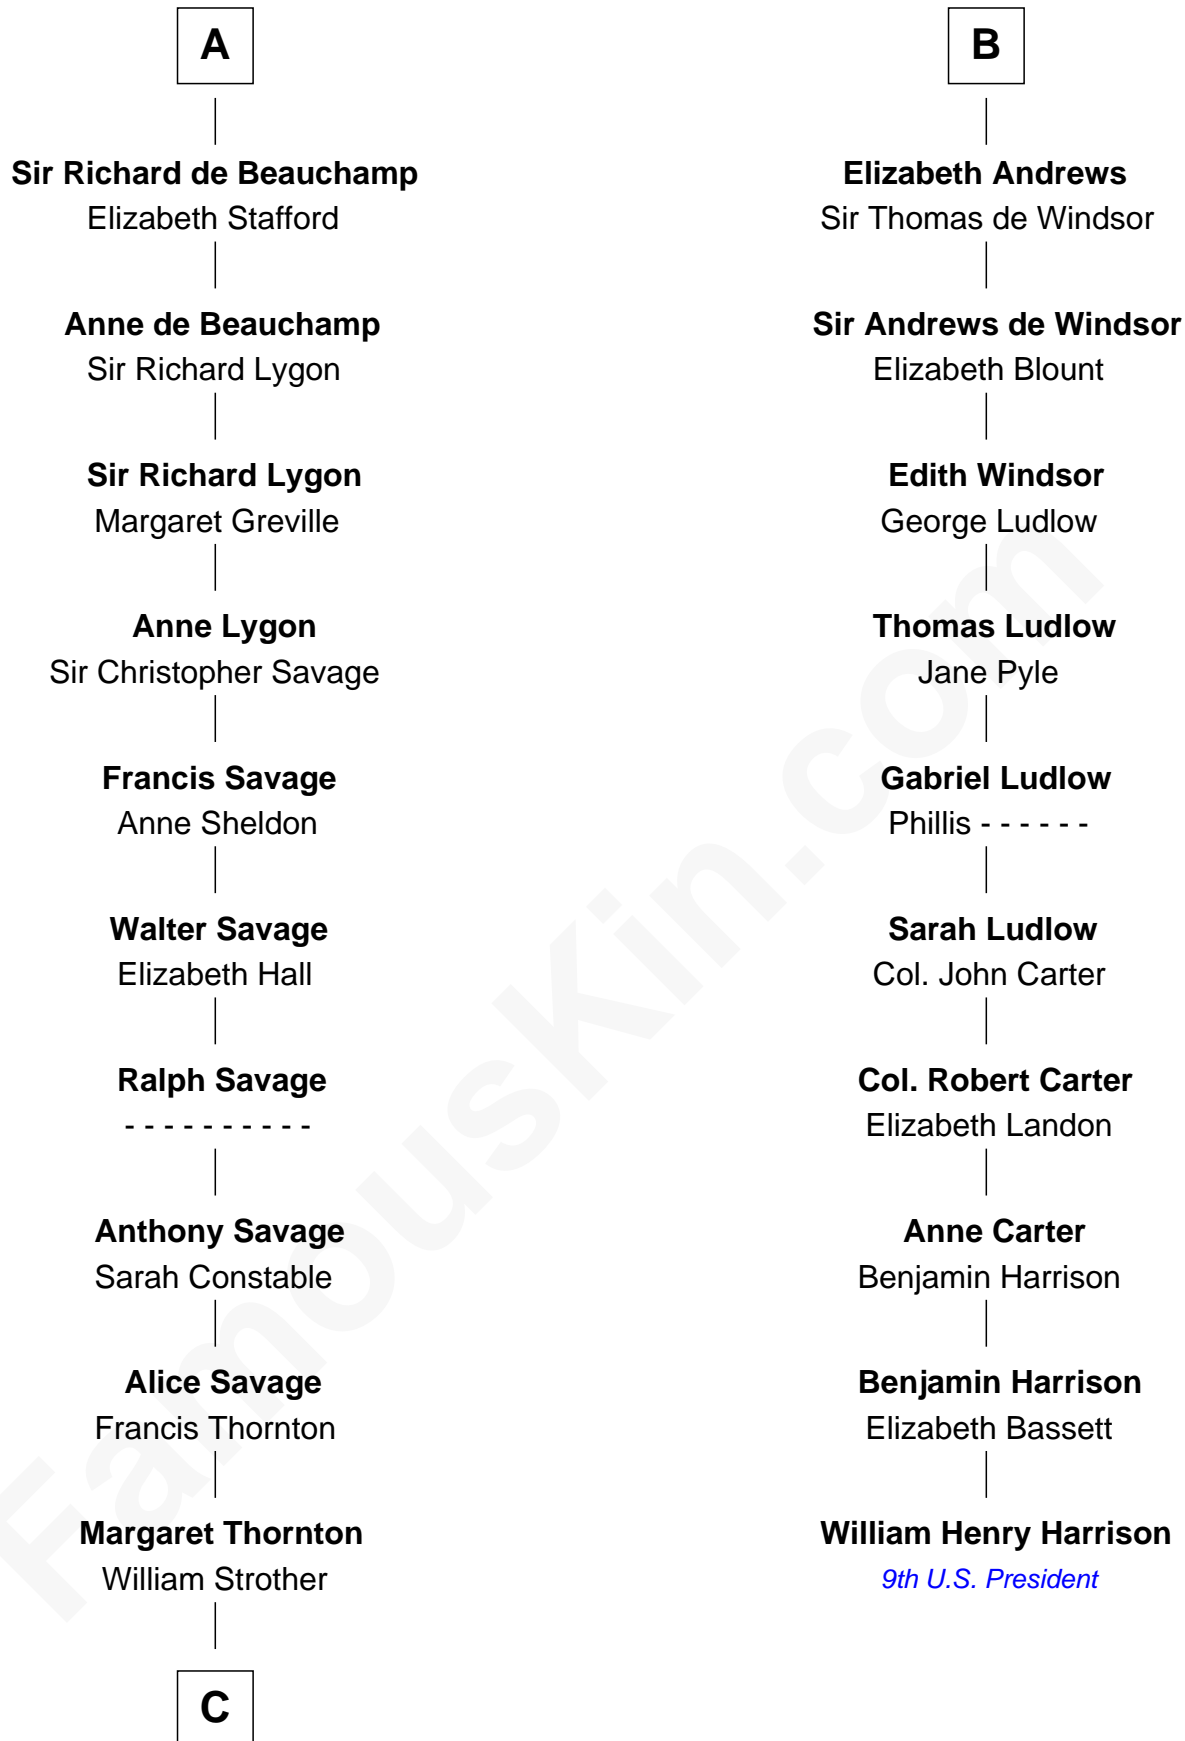 A
Sir Richard de Beauchamp
Elizabeth Stafford
Anne de Beauchamp
Sir Richard Lygon
Sir Richard Lygon
Margaret Greville
Anne Lygon
Sir Christopher Savage
Francis Savage
Anne Sheldon
Walter Savage
Elizabeth Hall
Ralph Savage
- - - - - - - - - -
Anthony Savage
Sarah Constable
Alice Savage
Francis Thornton
Margaret Thornton
William Strother
C
B
Elizabeth Andrews
Sir Thomas de Windsor
Sir Andrews de Windsor
Elizabeth Blount
Edith Windsor
George Ludlow
Thomas Ludlow
Jane Pyle
Gabriel Ludlow
Phillis - - - - - -
Sarah Ludlow
Col. John Carter
Col. Robert Carter
Elizabeth Landon
Anne Carter
Benjamin Harrison
Benjamin Harrison
Elizabeth Bassett
William Henry Harrison
9th U.S. President
FamousKin.com